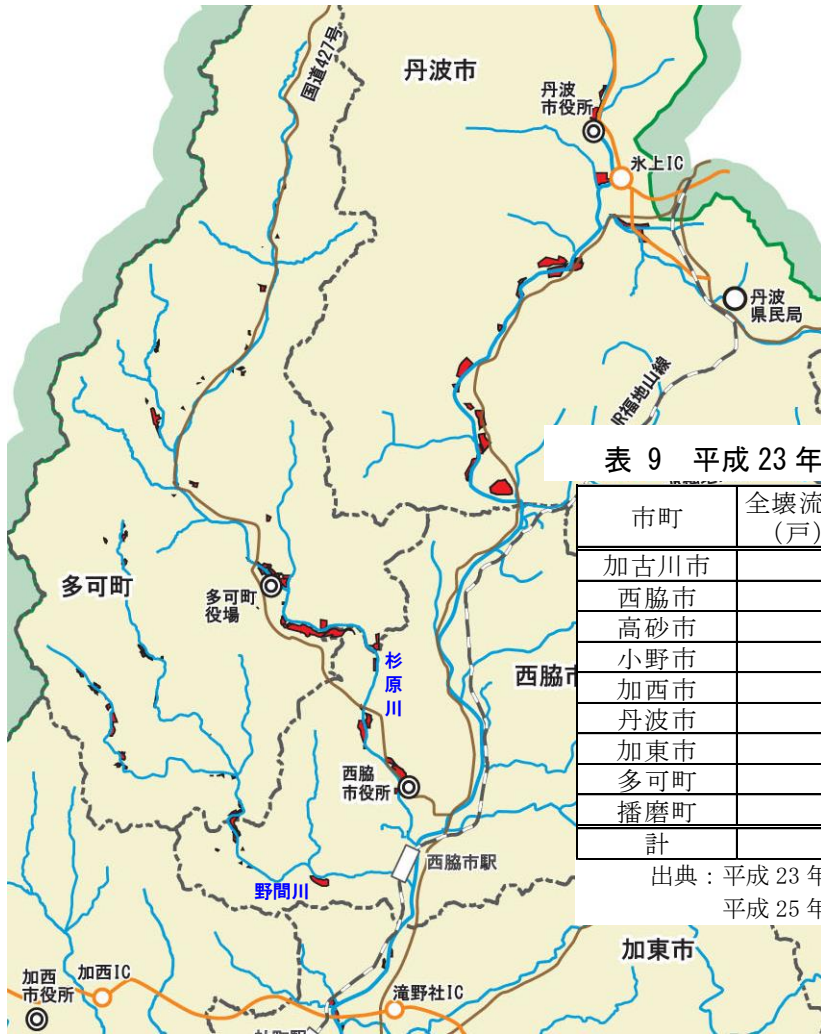 国道427号
丹波市
丹波
市役所
氷上IC
丹波
県民局
JR福地山線
多可町
多可町
役場
杉原川
西脇市
西脇
市役所
西脇市駅
野間川
加東市
加西
市役所
加西IC
滝野社IC
表 9 平成 23 年
市町 全壊流
(戸)
加古川市
西脇市
高砂市
小野市
加西市
丹波市
加東市
多可町
播磨町
計
出典：平成 23 年
平成 25 年